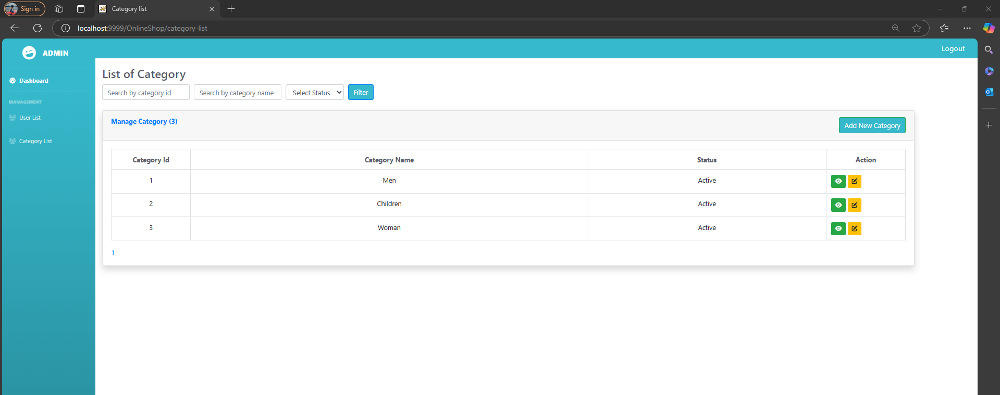 Sign in
Category list
localhost:9999/OnlineShop/category-list
ADMIN
Logout
Dashboard
MANAGEMENT
User List
Category List
List of Category
Search by category id
Search by category name
Select Status
Filter
Manage Category (3)
Add New Category
Category Id Category Name Status Action
1 Men Active
2 Children Active
3 Woman Active
1